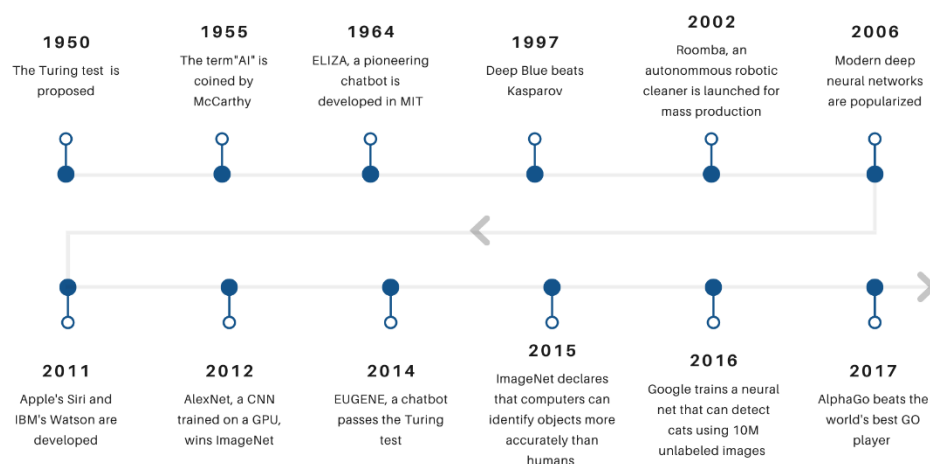 1950
The Turing test is
proposed
1955
The term"AI" is
coined by
McCarthy
1964
ELIZA, a pioneering
chatbot is
developed in MIT
1997
Deep Blue beats
Kasparov
2002
Roomba, an
autonommous robotic
cleaner is launched for
mass production
2006
Modern deep
neural networks
are popularized
2011
Apple's Siri and
IBM's Watson are
developed
2012
AlexNet, a CNN
trained on a GPU,
wins ImageNet
2014
EUGENE, a chatbot
passes the Turing
test
2015
ImageNet declares
that computers can
identify objects more
accurately than
humans
2016
Google trains a neural
net that can detect
cats using 10M
unlabeled images
2017
AlphaGo beats the
world's best GO
player